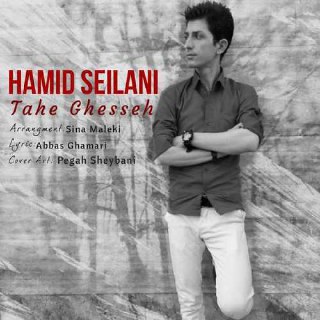 HAMID SEILANI
Tahe Ghesseh
Arrangment: Sina Maleki
Lyric: Abbas Ghamari
Cover Art: Pegah Sheybani